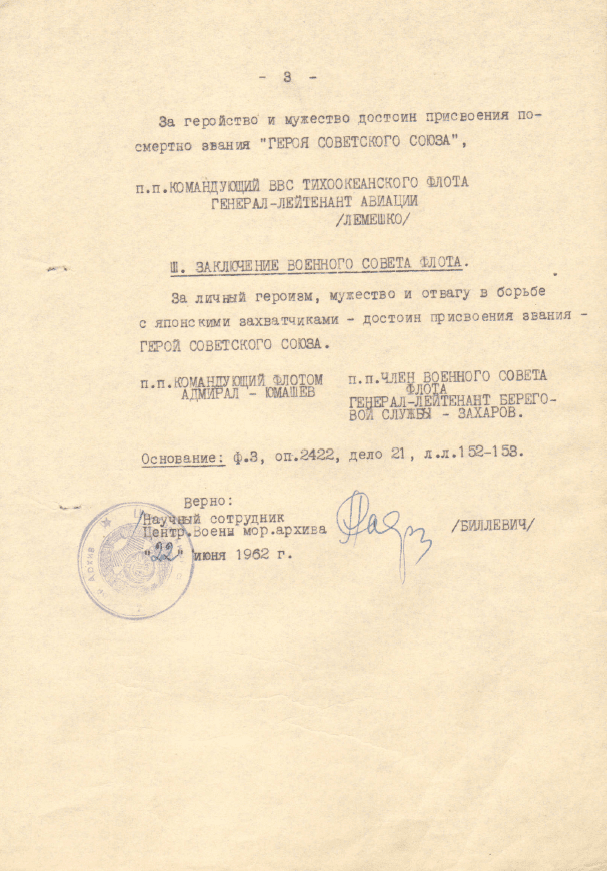 - 3 -
За геройство и мужество достоин присвоения по-
смертно звания "ГЕРОЯ СОВЕТСКОГО СОЮЗА",
п.п.КОМАНДУЮЩИЙ ВВС ТИХООКЕАНСКОГО ФЛОТА
ГЕНЕРАЛ-ЛЕЙТЕНАНТ АВИАЦИИ
/ЛЕМЕШКО/
Ш. ЗАКЛЮЧЕНИЕ ВОЕННОГО СОВЕТА ФЛОТА.
За личный героизм, мужество и отвагу в борьбе
с японскими захватчиками - достоин присвоения звания -
ГЕРОЙ СОВЕТСКОГО СОЮЗА.
п.п.КОМАНДУЮЩИЙ ФЛОТОМ
АДМИРАЛ - ЮМАШЕВ
п.п.ЧЛЕН ВОЕННОГО СОВЕТА
ФЛОТА
ГЕНЕРАЛ-ЛЕЙТЕНАНТ БЕРЕГО-
ВОЙ СЛУЖБЫ - ЗАХАРОВ.
Основание: ф.3, оп.2422, дело 21, л.л.152-153.
Верно:
/Научный сотрудник
Центр.Воены мор.архива
/БИЛЛЕВИЧ/
"22" июня 1962 г.